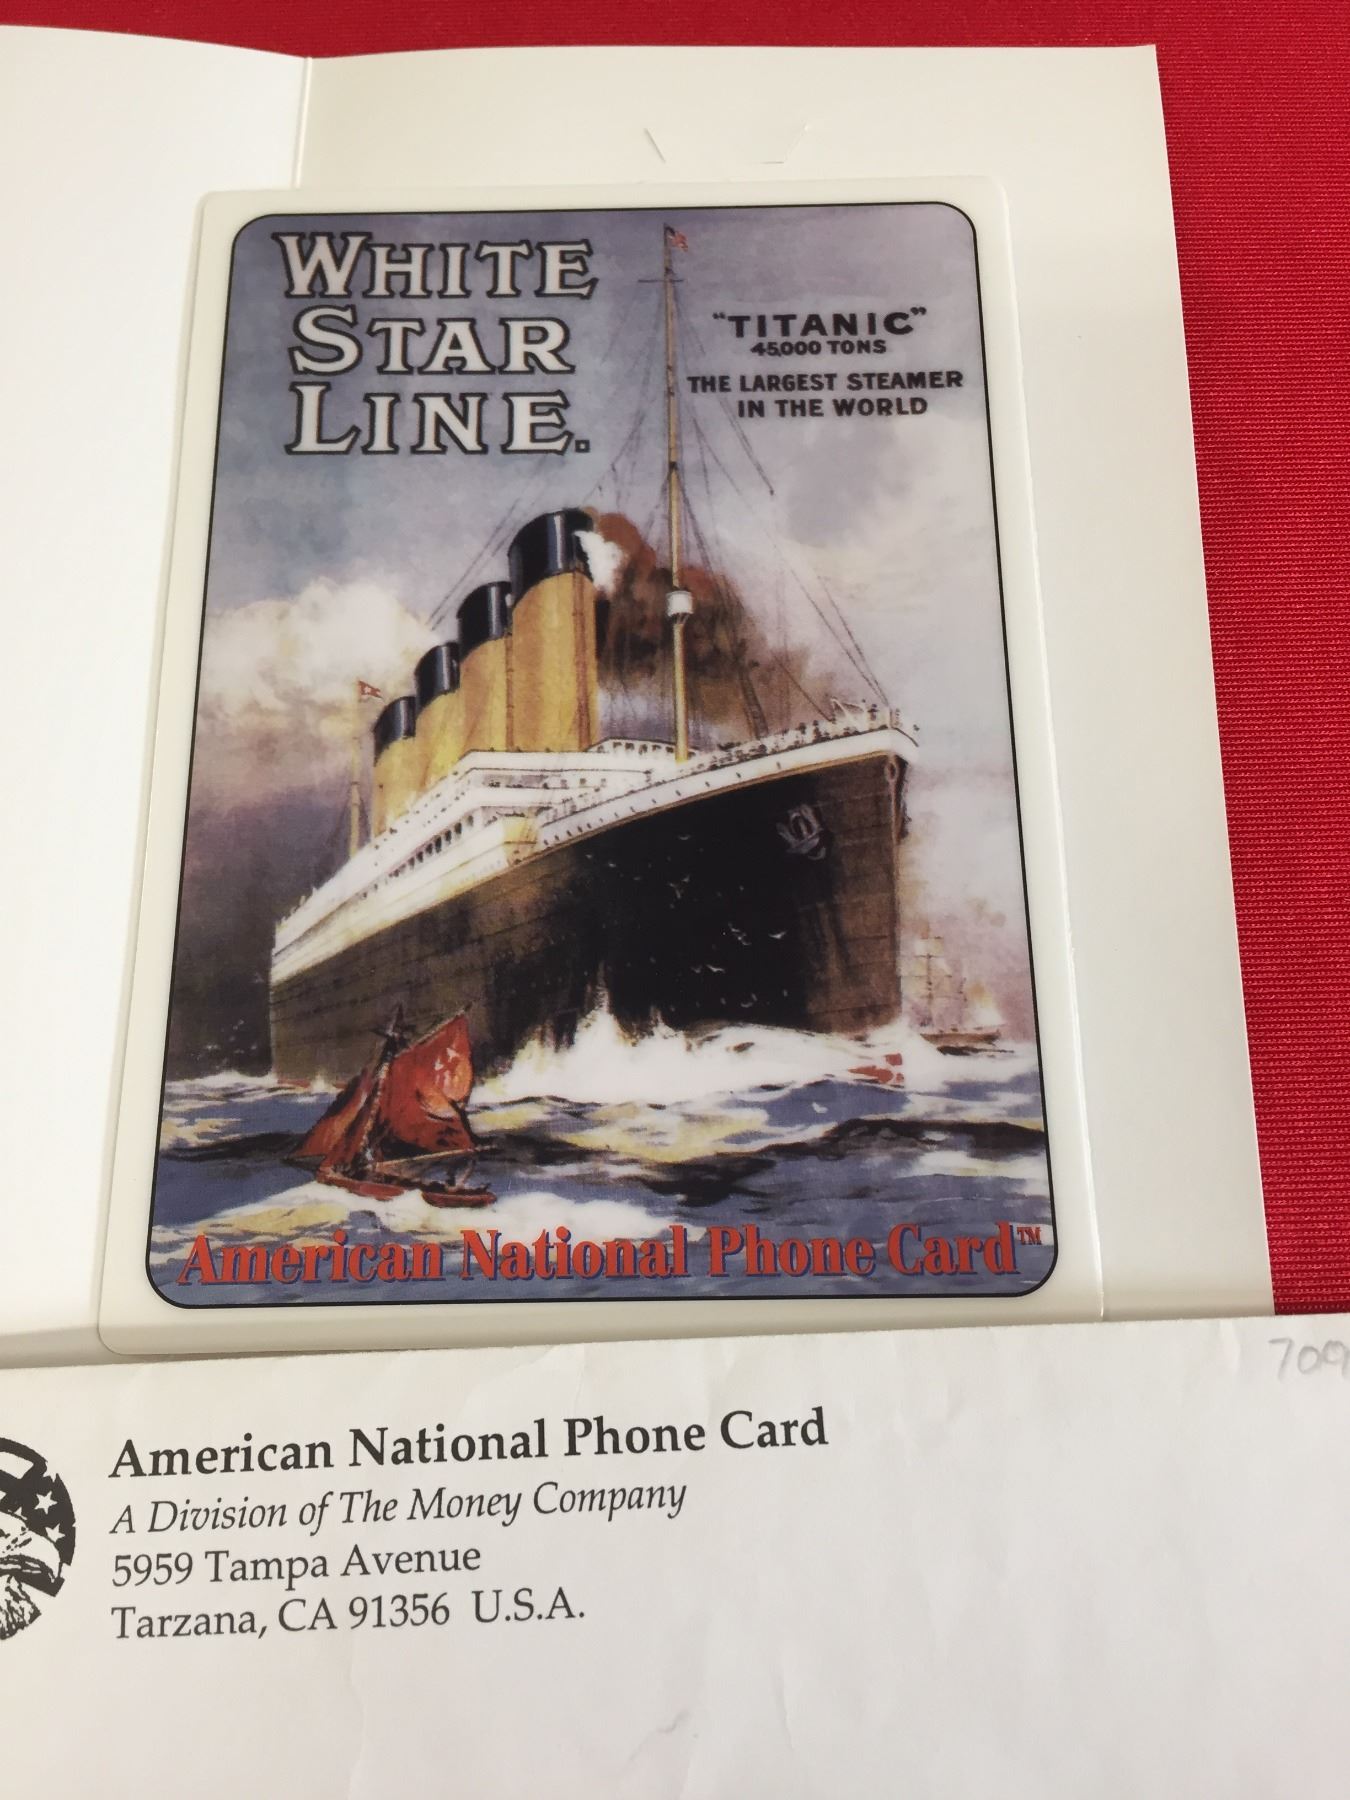 WHITE
STAR
LINE.
"TITANIC"
45,000 TONS
THE LARGEST STEAMER
IN THE WORLD
American National Phone Card™
American National Phone Card
A Division of The Money Company
5959 Tampa Avenue
Tarzana, CA 91356 U.S.A.